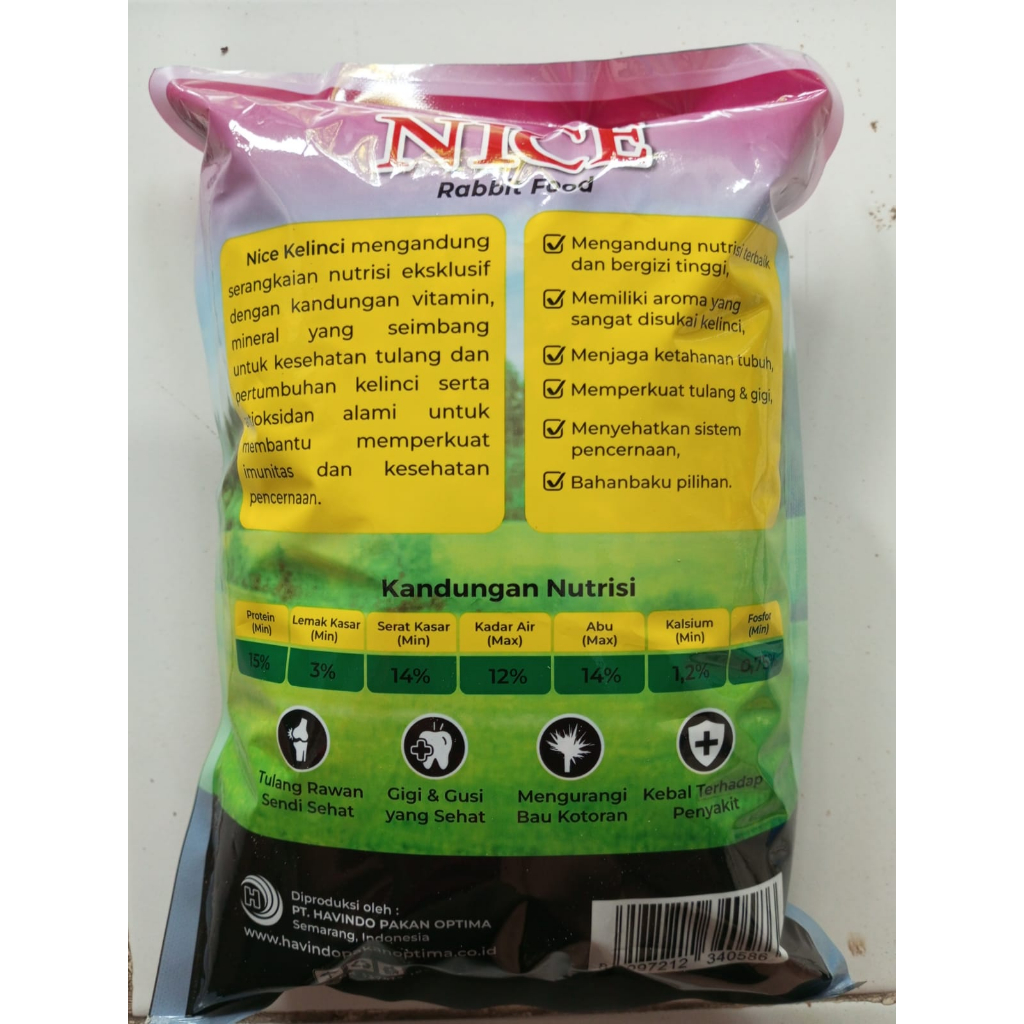 NICE
Rabbit Food
Nice Kelinci mengandung
serangkaian nutrisi eksklusif
dengan kandungan vitamin,
mineral yang seimbang
untuk kesehatan tulang dan
pertumbuhan kelinci serta
alami untuk
membantu memperkuat
imunitas dan kesehatan
pencernaan.
Mengandung nutrisi terbaik
dan bergizi tinggi,
Memiliki aroma yang
sangat disukai kelinci,
Menjaga ketahanan tubuh,
Memperkuat tulang & gigi,
Menyehatkan sistem
pencernaan,
Bahanbaku pilihan.
Kandungan Nutrisi
Protein (Min) Lemak Kasar (Min) Serat Kasar (Min) Kadar Air (Max) Abu (Max) Kalsium (Min) Fosfor (Min)
15% 3% 14% 12% 14% 1,2%
Tulang Rawan
Sendi Sehat
Gigi & Gusi
yang Sehat
Mengurangi
Bau Kotoran
Kebal Terhadap
Penyakit
H
Diproduksi oleh :
PT. HAVINDO PAKAN OPTIMA
Semarang, Indonesia
www.havindopakanoptima.co.id
340586